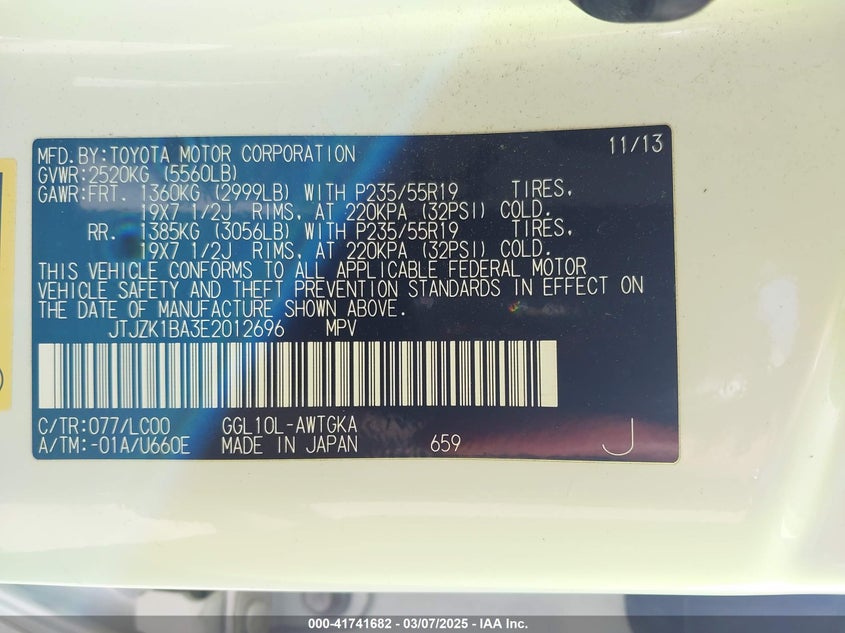 MFD.BY:TOYOTA MOTOR CORPORATION 11/13
GVWR:2520KG (5560LB)
GAWR:FRT. 1360KG (2999LB) WITH P235/55R19 TIRES,
19X7 1/2J RIMS, AT 220KPA (32PSI) COLD.
RR. 1385KG (3056LB) WITH P235/55R19 TIRES,
19X7 1/2J RIMS, AT 220KPA (32PSI) COLD.
THIS VEHICLE CONFORMS TO ALL APPLICABLE FEDERAL MOTOR
VEHICLE SAFETY AND THEFT PREVENTION STANDARDS IN EFFECT ON
THE DATE OF MANUFACTURE SHOWN ABOVE.
JTJZK1BA3E2012696 MPV
C/TR:077/LC00 GGL10L-AWTGKA
A/TM:-01A/U660E MADE IN JAPAN 659 J
000-41741682 - 03/07/2025 - IAA Inc.